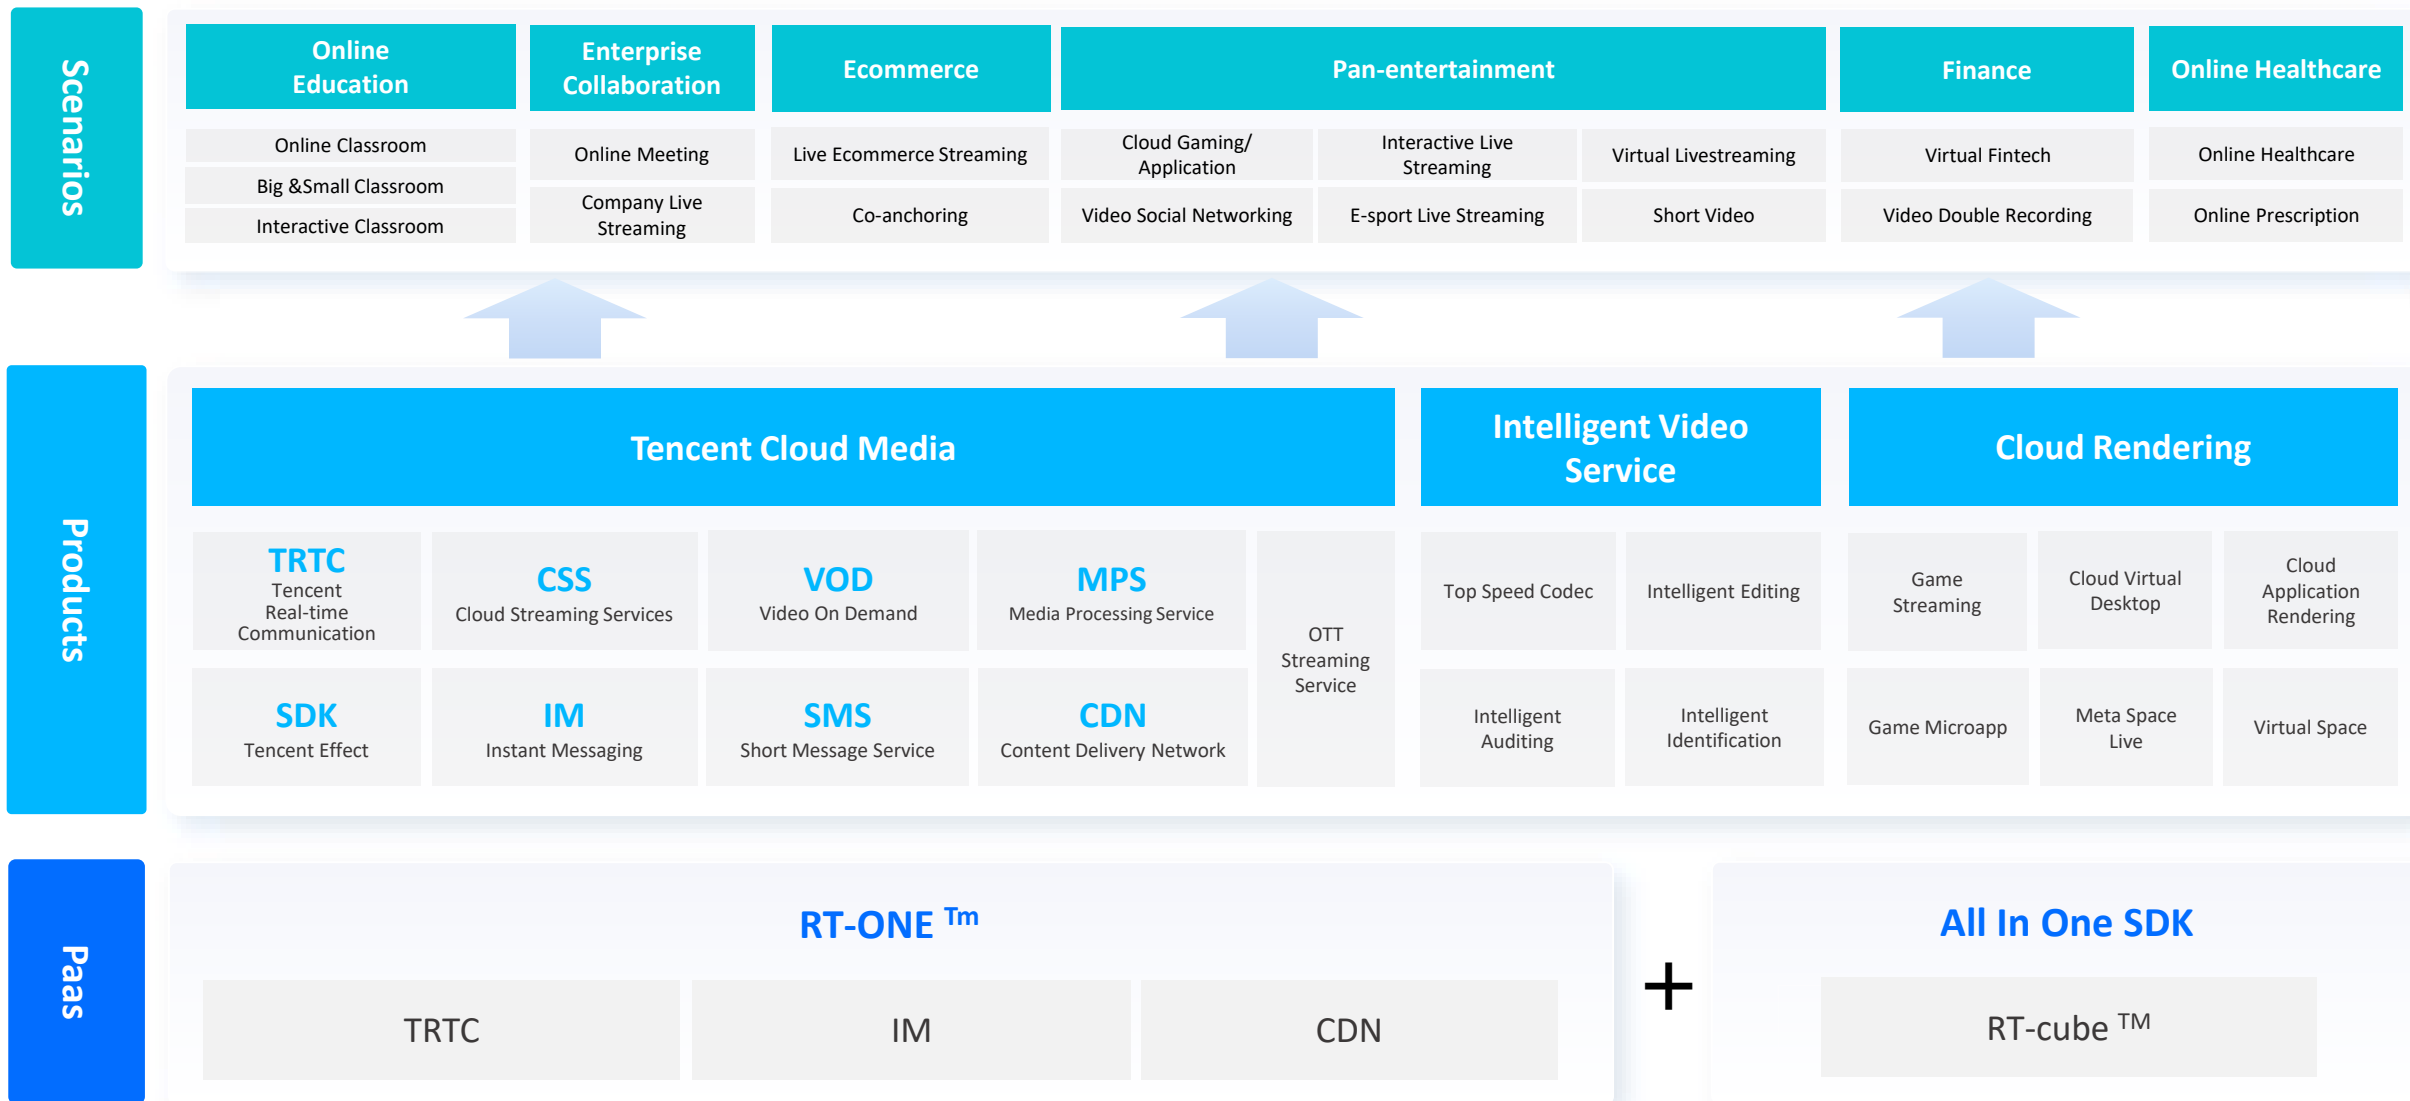 Scenarios
Online
Education
Enterprise
Collaboration
Ecommerce
Pan-entertainment
Finance
Online Healthcare
Online Classroom
Big &Small Classroom
Interactive Classroom
Online Meeting
Company Live
Streaming
Live Ecommerce Streaming
Co-anchoring
Cloud Gaming/
Application
Interactive Live
Streaming
Virtual Livestreaming
Video Social Networking
E-sport Live Streaming
Short Video
Virtual Fintech
Video Double Recording
Online Healthcare
Online Prescription
Products
Tencent Cloud Media
Intelligent Video
Service
Cloud Rendering
TRTC
Tencent
Real-time
Communication
CSS
Cloud Streaming Services
VOD
Video On Demand
MPS
Media Processing Service
OTT
Streaming
Service
SDK
Tencent Effect
IM
Instant Messaging
SMS
Short Message Service
CDN
Content Delivery Network
Top Speed Codec
Intelligent Editing
Intelligent
Auditing
Intelligent
Identification
Game
Streaming
Cloud Virtual
Desktop
Cloud
Application
Rendering
Game Microapp
Meta Space
Live
Virtual Space
Paas
RT-ONE Tm
TRTC
IM
CDN
+
All In One SDK
RT-cube TM